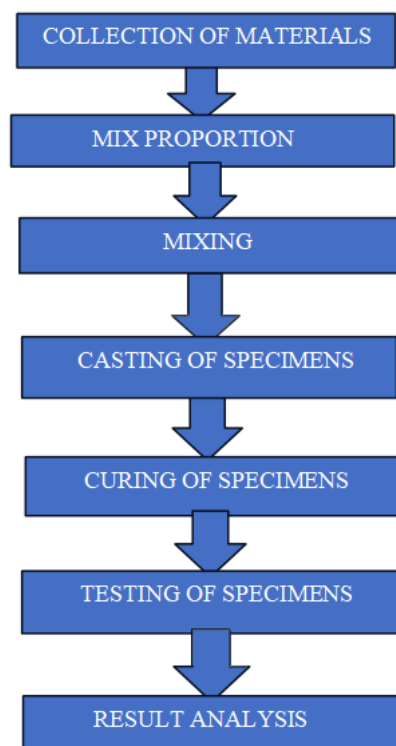 COLLECTION OF MATERIALS
MIX PROPORTION
MIXING
CASTING OF SPECIMENS
CURING OF SPECIMENS
TESTING OF SPECIMENS
RESULT ANALYSIS